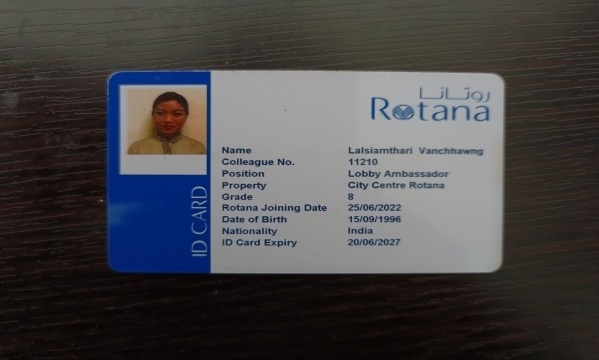 روتانا
Rotana
Name Lalsiamthari Vanchhawng
Colleague No. 11210
Position Lobby Ambassador
Property City Centre Rotana
Grade 8
Rotana Joining Date 25/06/2022
Date of Birth 15/09/1996
Nationality India
ID Card Expiry 20/06/2027
ID CARD